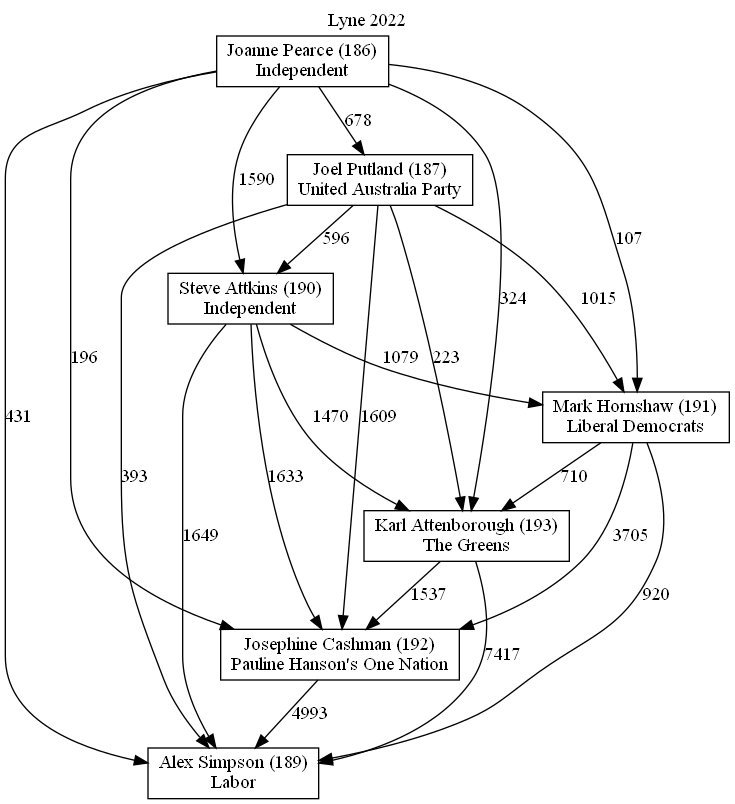 Lyne 2022
Joanne Pearce (186)
Independent
678
Joel Putland (187)
United Australia Party
1590
107
596
Steve Attkins (190)
Independent
324
1015
196
1079
223
431
1470
1609
Mark Hornshaw (191)
Liberal Democrats
393
1633
710
Karl Attenborough (193)
The Greens
1649
3705
1537
920
Josephine Cashman (192)
Pauline Hanson's One Nation
7417
4993
Alex Simpson (189)
Labor